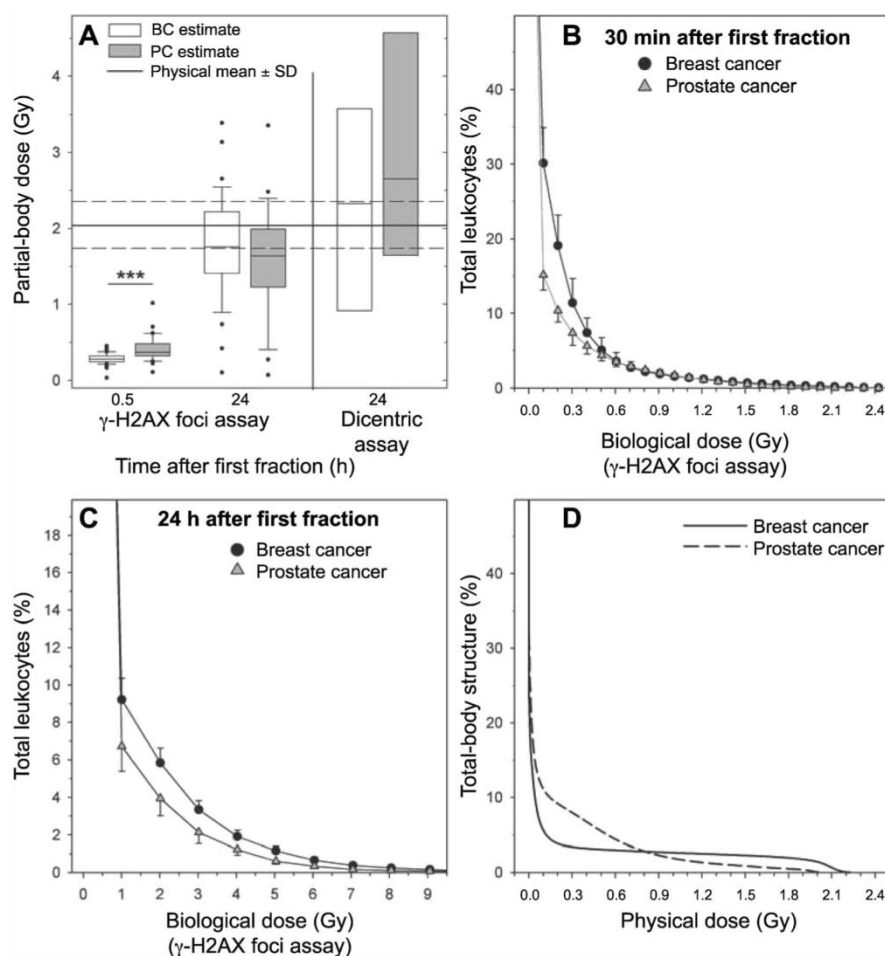 A
BC estimate
PC estimate
Physical mean ± SD
Partial-body dose (Gy)
4
3
2
1
0
***
0.5
24
24
γ-H2AX foci assay
Dicentric
assay
Time after first fraction (h)
B
30 min after first fraction
Breast cancer
Prostate cancer
Total leukocytes (%)
40
30
20
10
0
0.0 0.3 0.6 0.9 1.2 1.5 1.8 2.1 2.4
Biological dose (Gy)
(γ-H2AX foci assay)
C
24 h after first fraction
Breast cancer
Prostate cancer
Total leukocytes (%)
18
16
14
12
10
8
6
4
2
0
0 1 2 3 4 5 6 7 8 9
Biological dose (Gy)
(γ-H2AX foci assay)
D
Breast cancer
Prostate cancer
Total-body structure (%)
40
30
20
10
0
0.0 0.3 0.6 0.9 1.2 1.5 1.8 2.1 2.4
Physical dose (Gy)